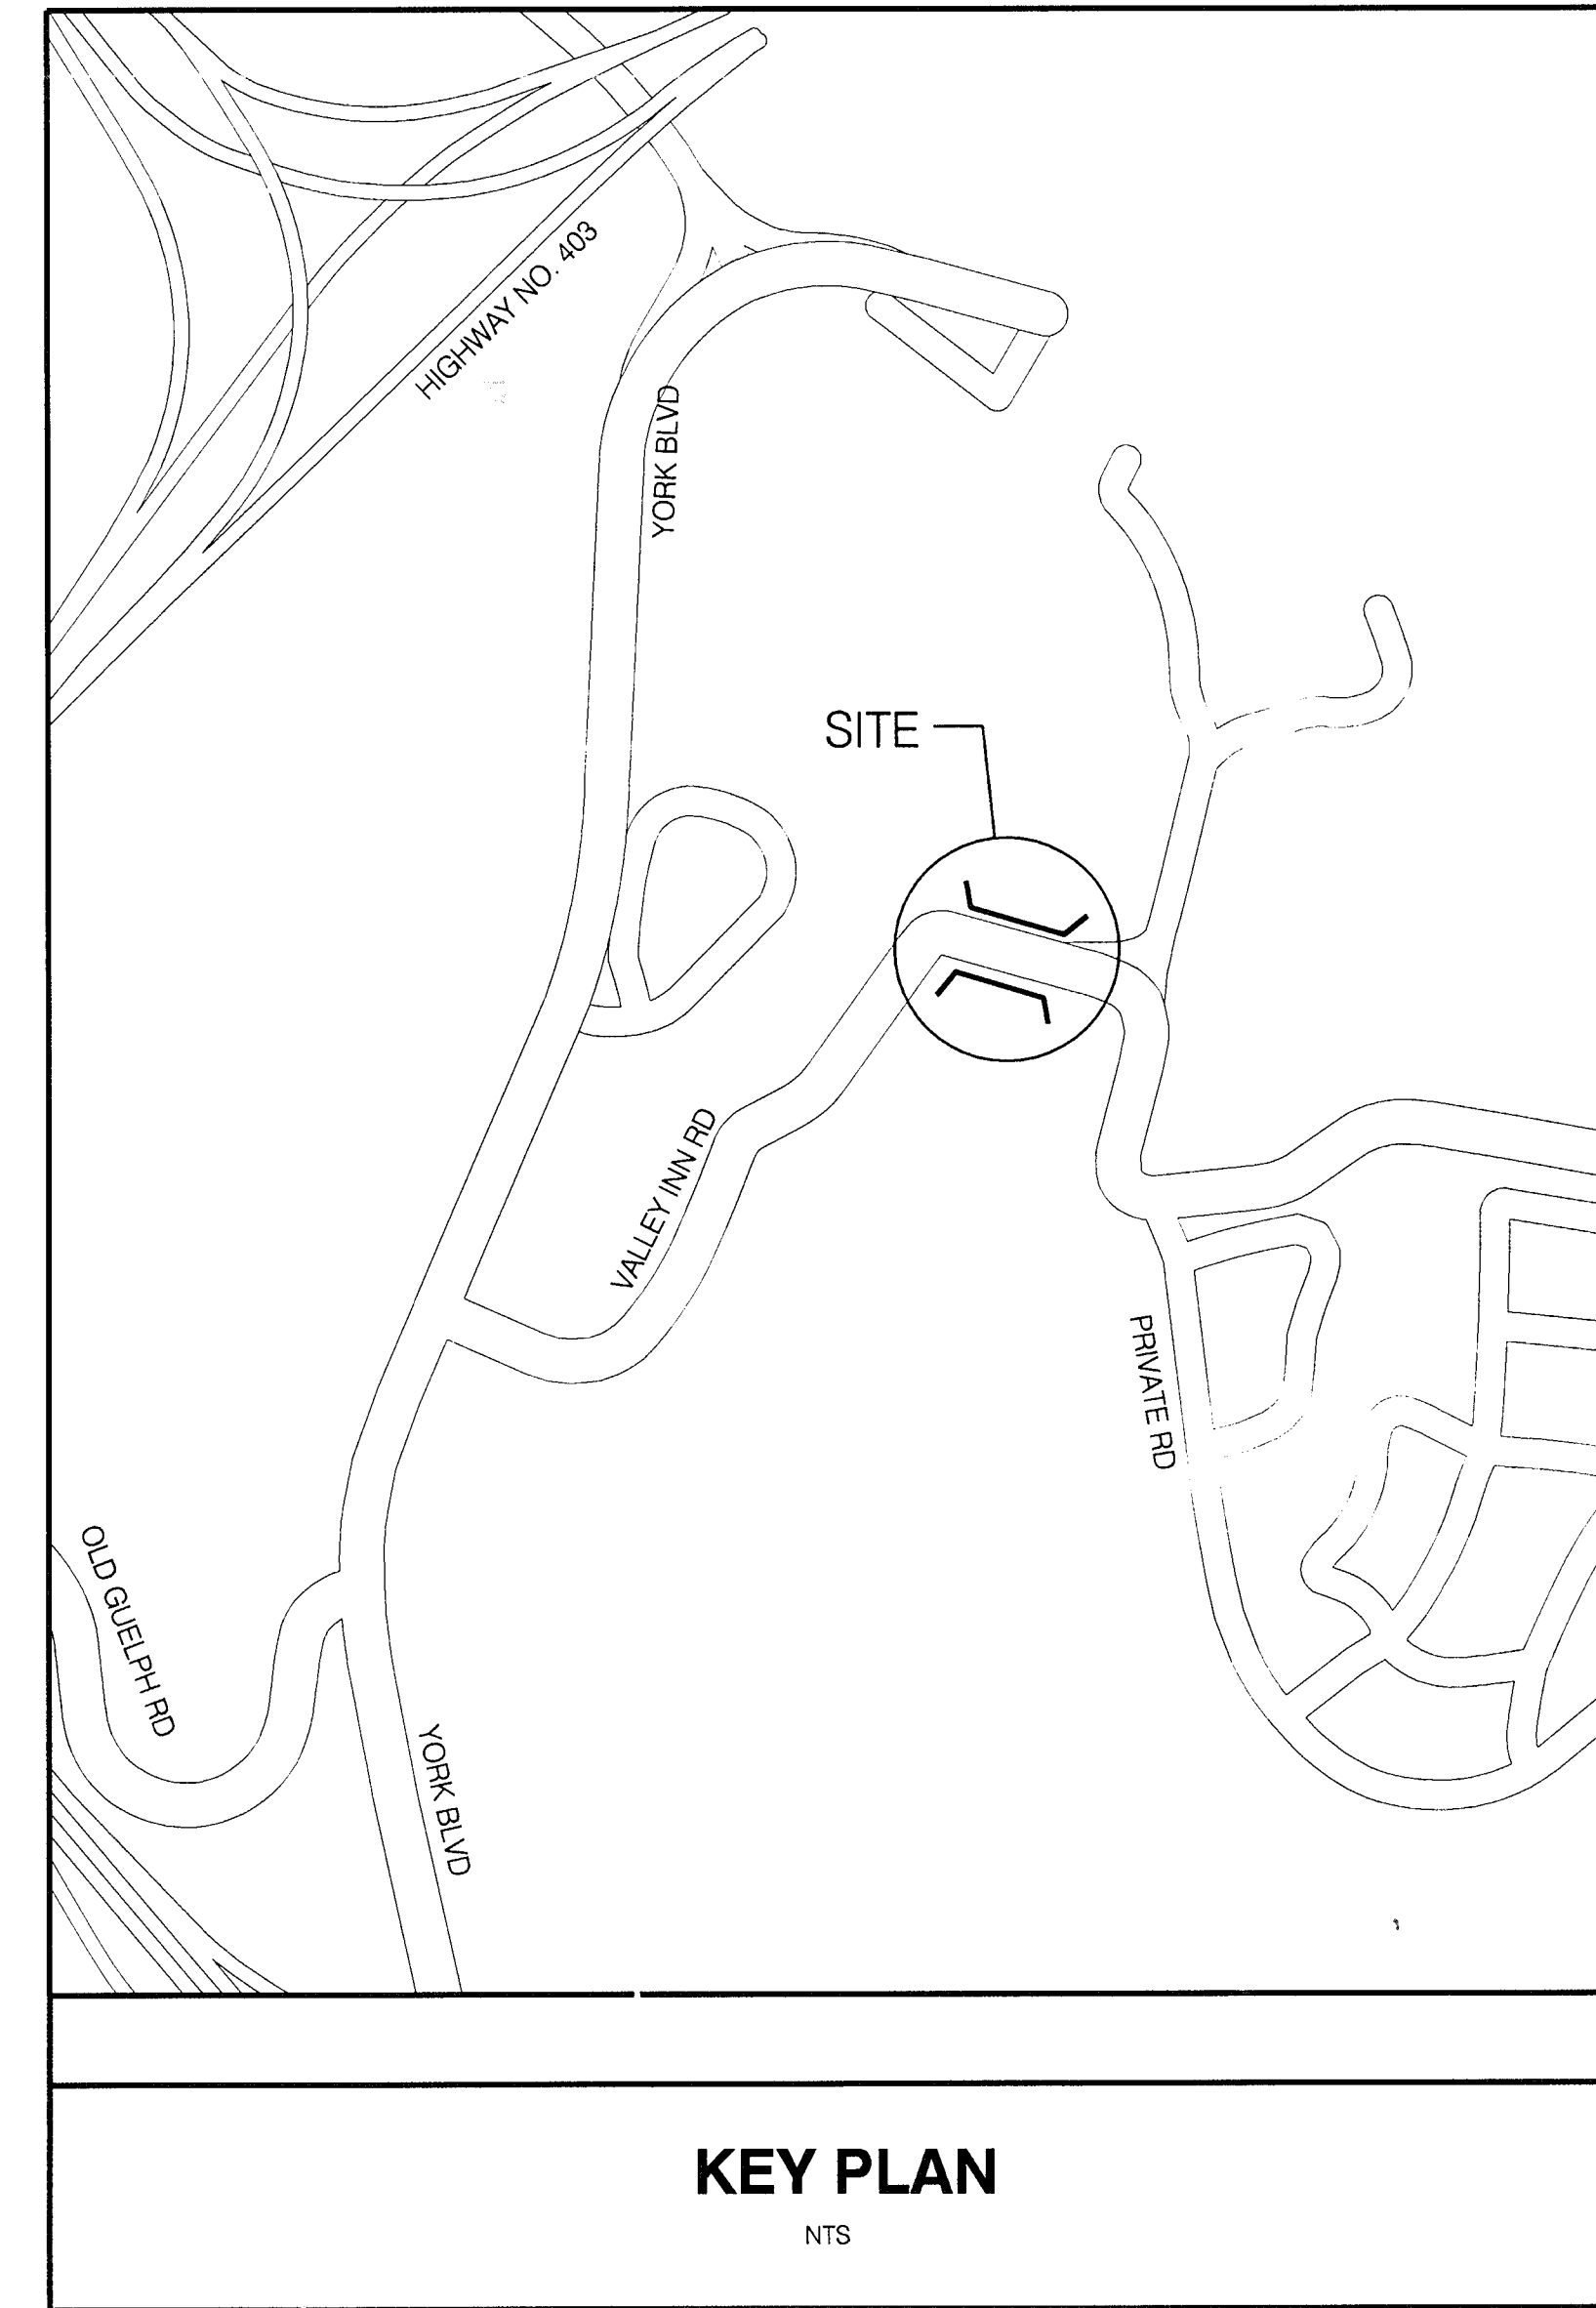 HIGHWAY NO. 403
YORK BLVD
SITE
VALLEY INN RD
PRIVATE RD
OLD GUELPH RD
YORK BLVD
KEY PLAN
NTS